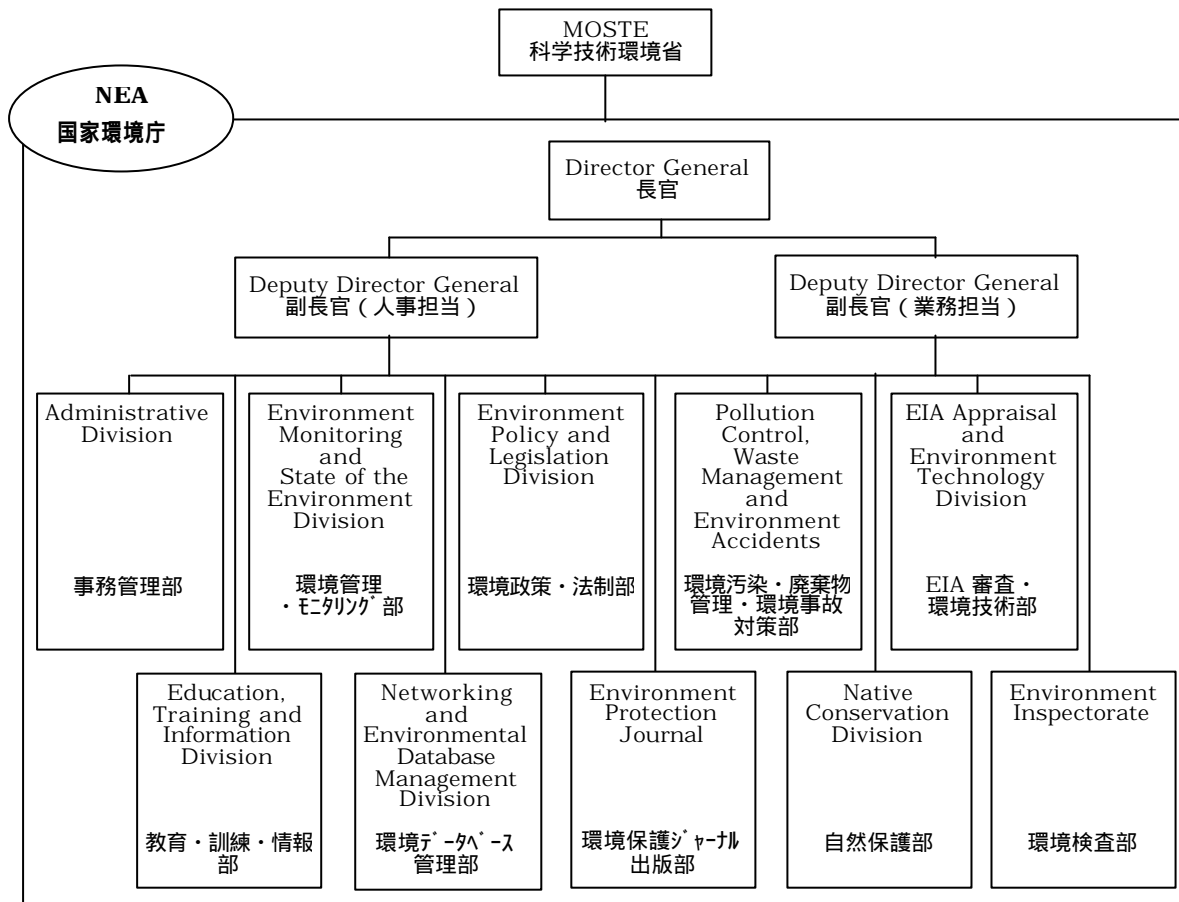 MOSTE
科学技術環境省
NEA
国家環境庁
Director General
長官
Deputy Director General
副長官（人事担当）
Deputy Director General
副長官（業務担当）
Administrative
Division
事務管理部
Environment
Monitoring
and
State of the
Environment
Division
環境管理
・ﾓﾆﾀﾘﾝｸﾞ部
Environment
Policy and
Legislation
Division
環境政策・法制部
Pollution
Control,
Waste
Management
and
Environment
Accidents
環境汚染・廃棄物
管理・環境事故
対策部
EIA Appraisal
and
Environment
Technology
Division
EIA 審査・
環境技術部
Education,
Training and
Information
Division
教育・訓練・情報
部
Networking
and
Environmental
Database
Management
Division
環境ﾃﾞｰﾀﾍﾞｰｽ
管理部
Environment
Protection
Journal
環境保護ｼﾞｬｰﾅﾙ
出版部
Native
Conservation
Division
自然保護部
Environment
Inspectorate
環境検査部